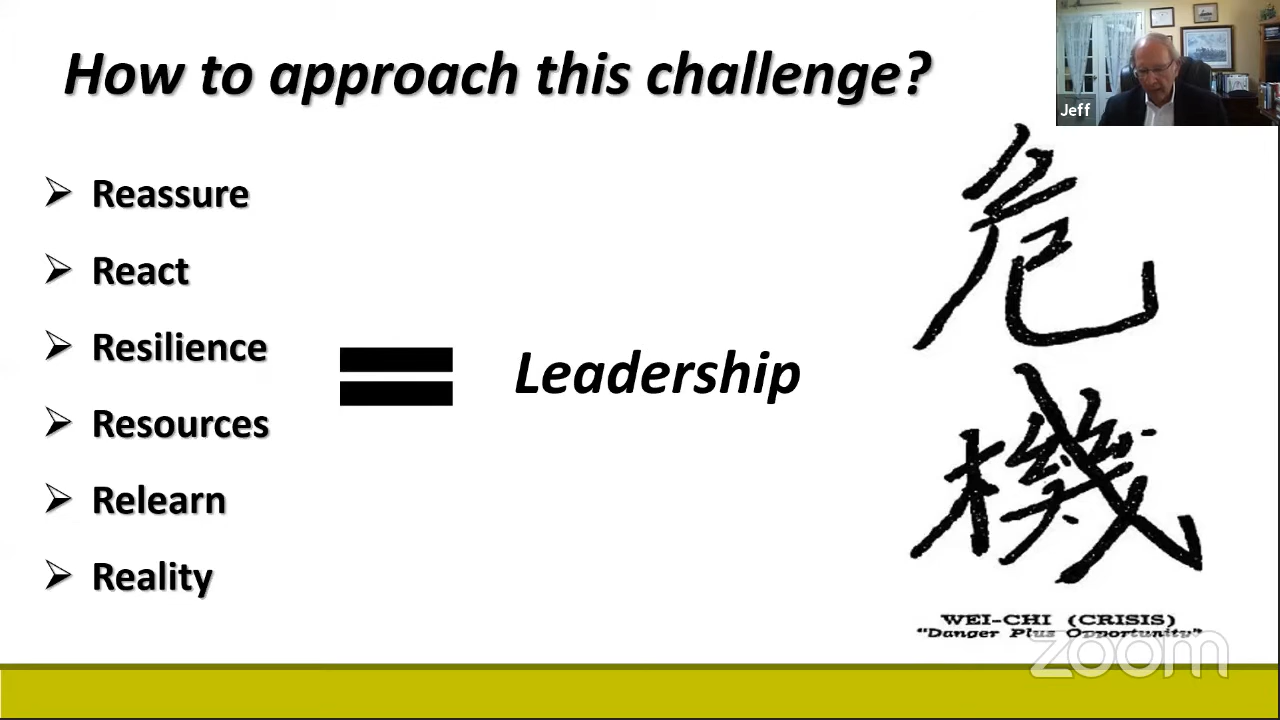 How to approach this challenge?
Jeff
Reassure
React
Resilience
Resources
Relearn
Reality
Leadership
危
機
WEI-CHI (CRISIS)
"Danger Plus Opportunity"
zoom